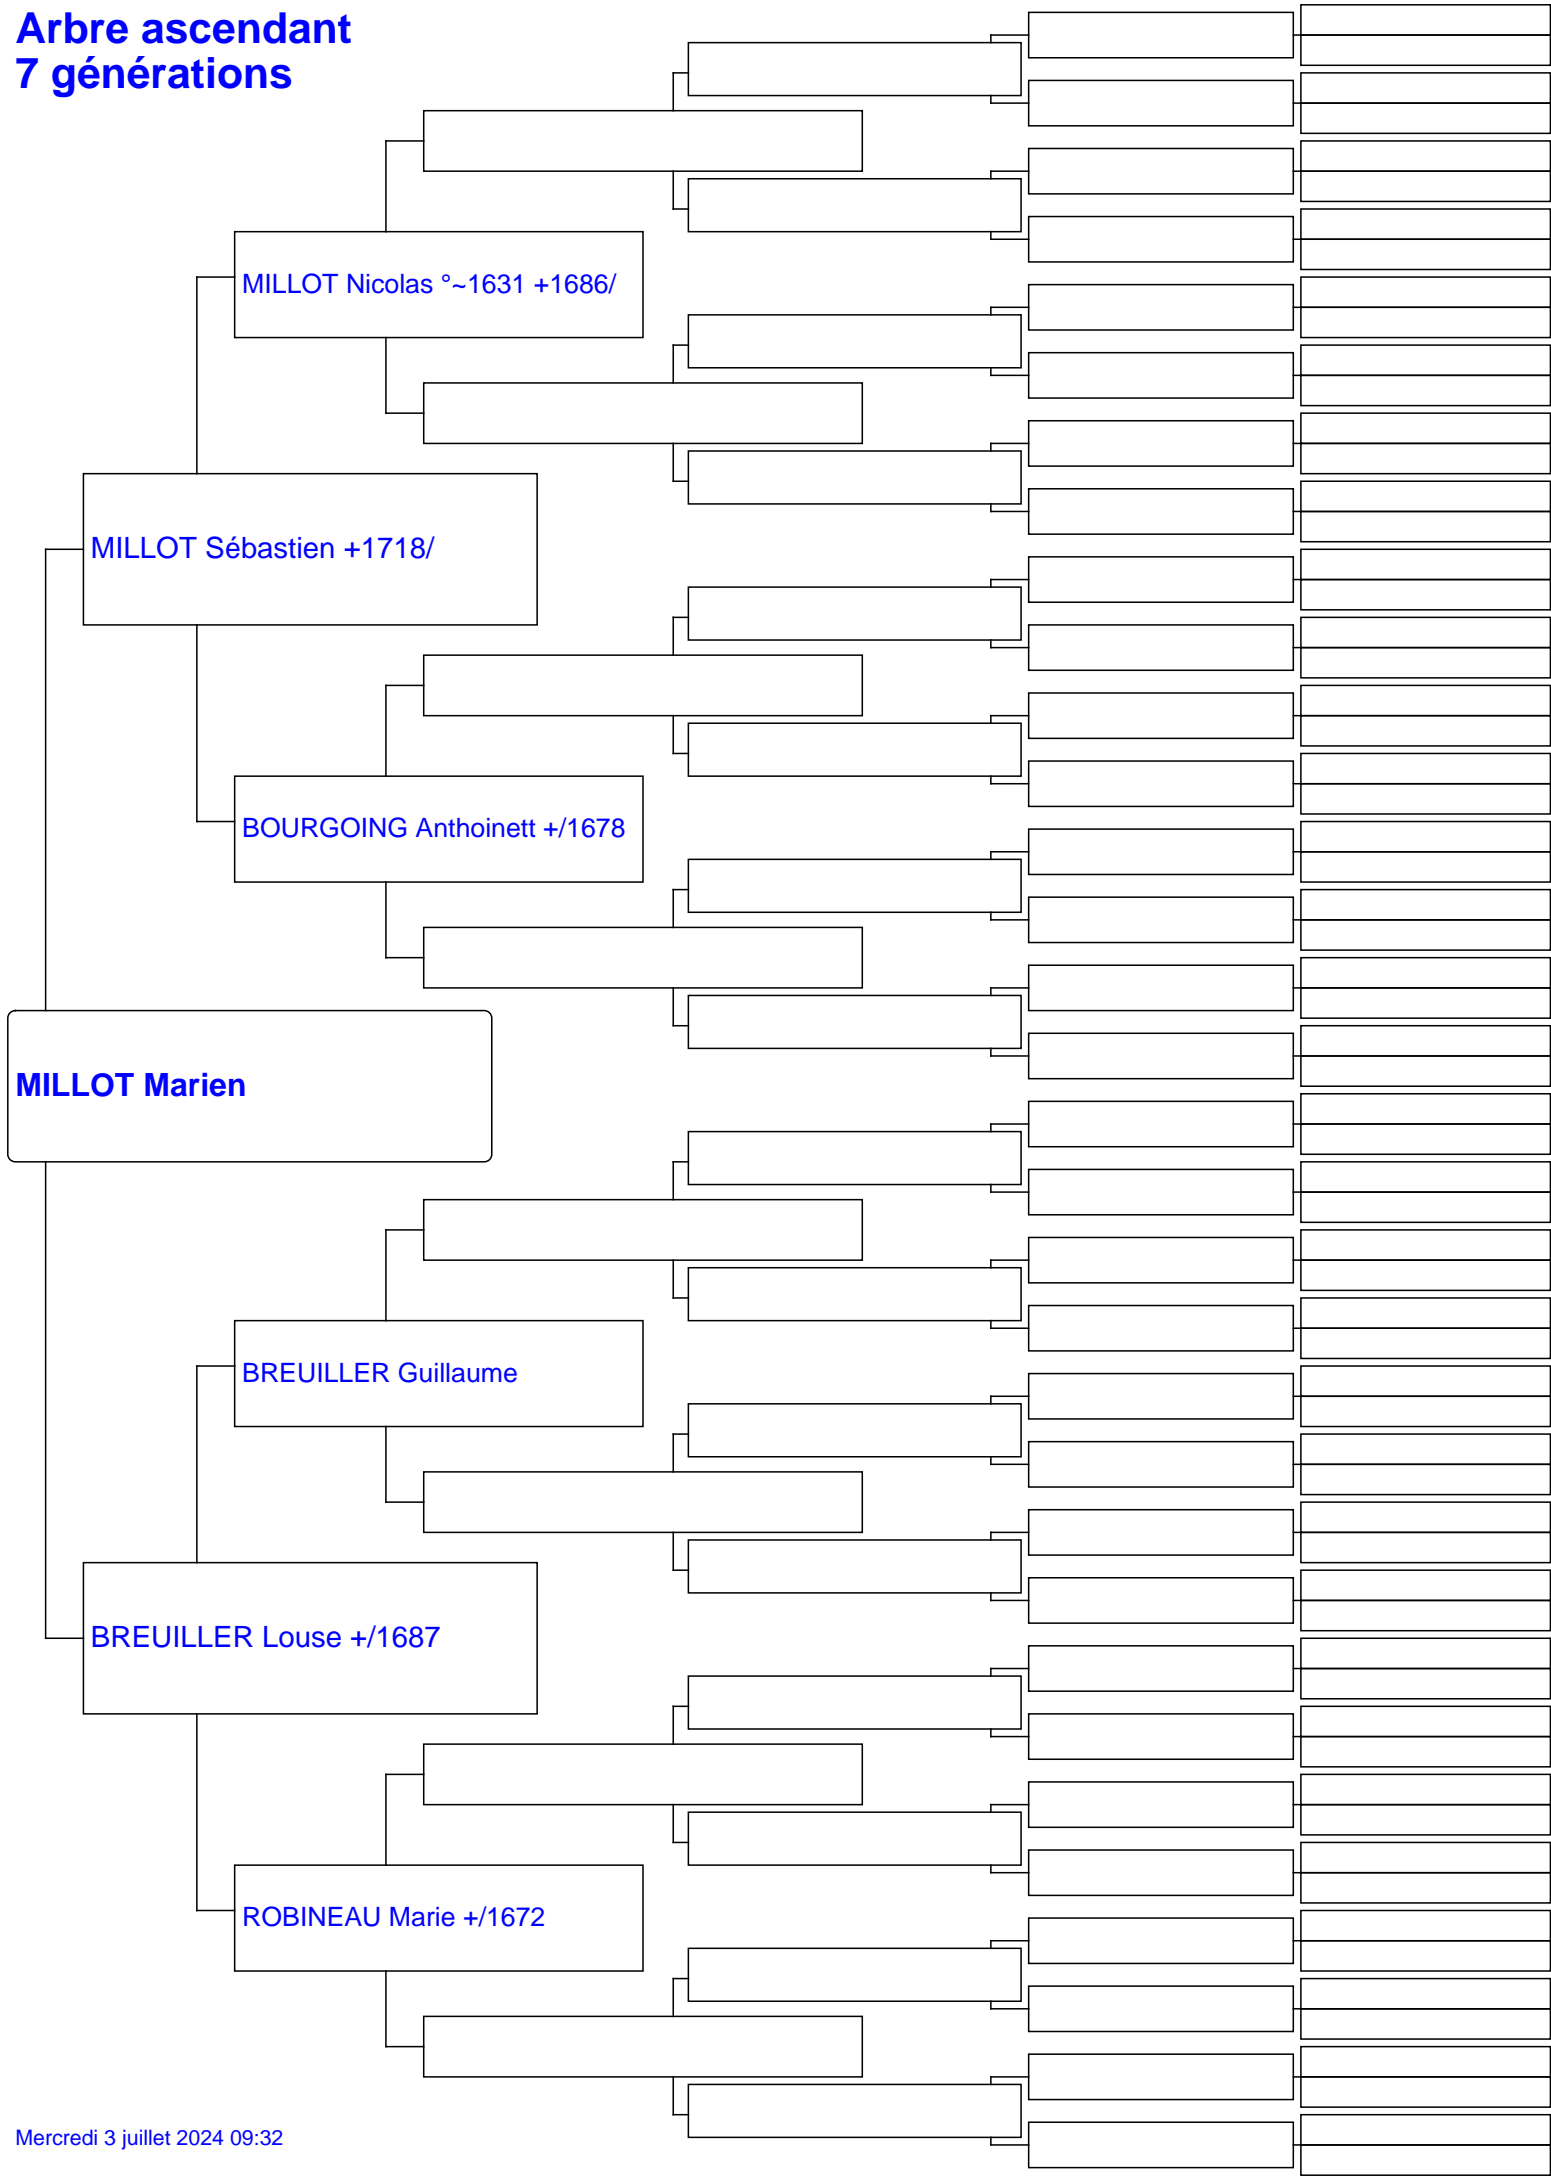 Arbre ascendant
7 générations
MILLOT Nicolas °~1631 +1686/
MILLOT Sébastien +1718/
BOURGOING Anthoinett +/1678
MILLOT Marien
BREUILLER Guillaume
BREUILLER Louse +/1687
ROBINEAU Marie +/1672
Mercredi 3 juillet 2024 09:32